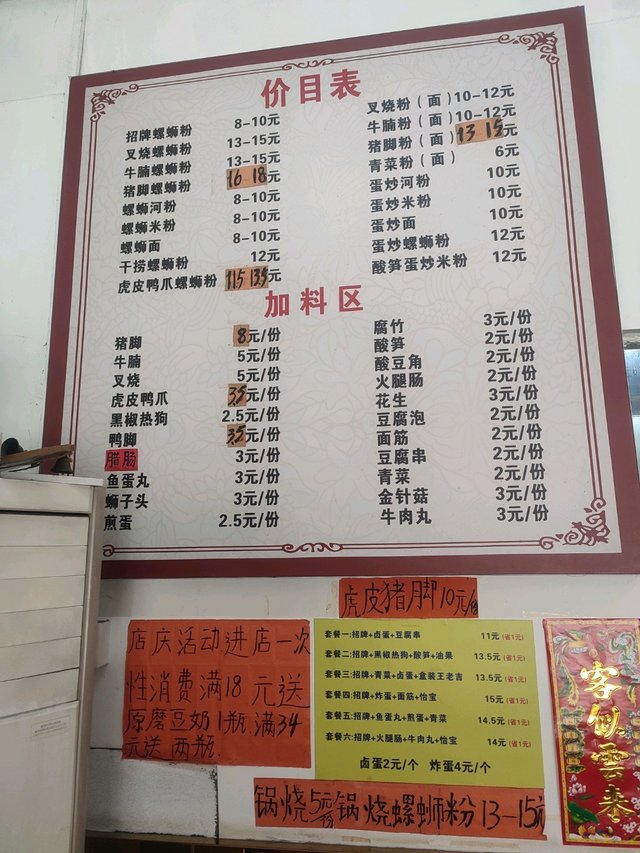 价目表
招牌螺蛳粉 8-10元
叉烧螺蛳粉 13-15元
牛腩螺蛳粉 13-15元
猪脚螺蛳粉 16-18元
螺蛳河粉 8-10元
螺蛳米粉 8-10元
螺蛳面 8-10元
干捞螺蛳粉 12元
虎皮鸭爪螺蛳粉 11.5 13.5元
叉烧粉（面）10-12元
牛腩粉（面）10-12元
猪脚粉（面）13 15元
青菜粉（面） 6元
蛋炒河粉 10元
蛋炒米粉 10元
蛋炒面 10元
蛋炒螺蛳粉 12元
酸笋蛋炒米粉 12元
加料区
猪脚 8元/份
牛腩 5元/份
叉烧 5元/份
虎皮鸭爪 3.5元/份
黑椒热狗 2.5元/份
鸭脚 3.5元/份
腊肠 3元/份
鱼蛋丸 3元/份
蛳子头 3元/份
煎蛋 2.5元/份
腐竹 3元/份
酸笋 2元/份
酸豆角 2元/份
火腿肠 2元/份
花生 3元/份
豆腐泡 2元/份
面筋 2元/份
豆腐串 2元/份
青菜 2元/份
金针菇 3元/份
牛肉丸 3元/份
虎皮猪脚10元/份
店庆活动进店一次
性消费满18元送
原磨豆奶1瓶.满34
元送两瓶.
套餐一:招牌+卤蛋+豆腐串 11元 (省1元)
套餐二:招牌+黑椒热狗+酸笋+油果 13.5元 (省1元)
套餐三:招牌+青菜+卤蛋+盒装王老吉 13.5元 (省1元)
套餐四:招牌+炸蛋+面筋+怡宝 15元 (省1元)
套餐五:招牌+鱼蛋丸+煎蛋+青菜 14.5元 (省1元)
套餐六:招牌+火腿肠+牛肉丸+怡宝 14元 (省1元)
卤蛋2元/个 炸蛋4元/个
锅烧5元/份锅烧螺蛳粉13-15元
客似雲来